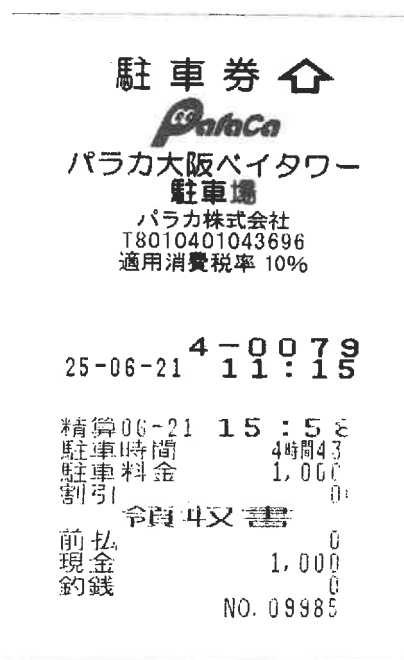 駐車券
ParaCa
パラカ大阪ベイタワー
駐車場
パラカ株式会社
T8010401043696
適用消費税率 10%
4-0079
25-06-21 11:15
精算06-21 15:58
駐車時間 4時間43
駐車料金 1,000
割引 0
領収書
前払 0
現金 1,000
釣銭 0
NO. 09985